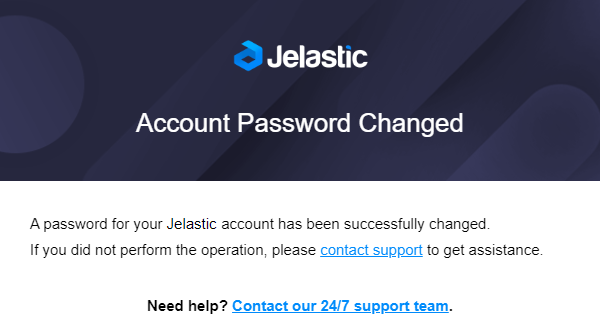 Jelastic
Account Password Changed
A password for your Jelastic account has been successfully changed.
If you did not perform the operation, please contact support to get assistance.
Need help? Contact our 24/7 support team.